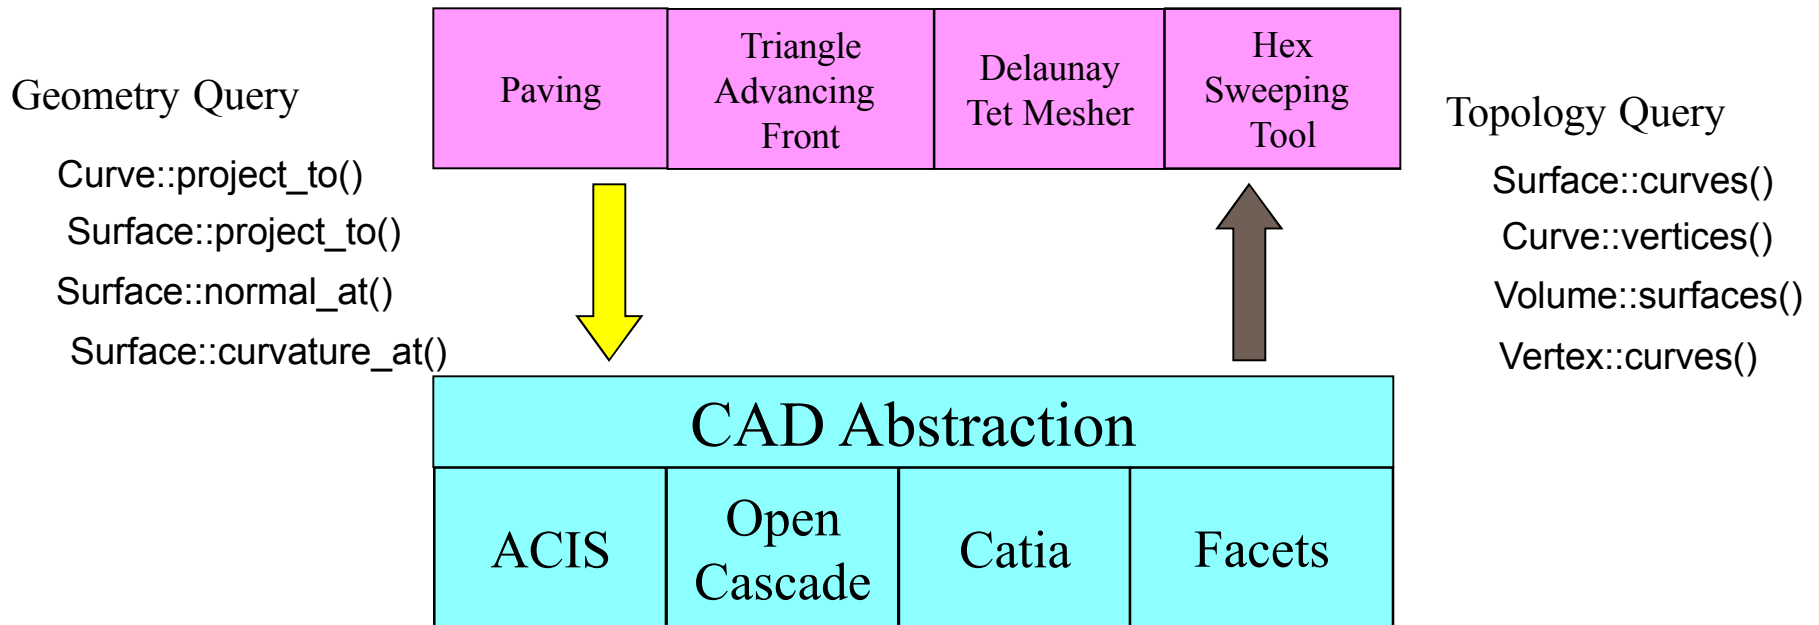 Geometry Query
Curve::project_to()
Surface::project_to()
Surface::normal_at()
Surface::curvature_at()
Paving
Triangle
Advancing
Front
Delaunay
Tet Mesher
Hex
Sweeping
Tool
Topology Query
Surface::curves()
Curve::vertices()
Volume::surfaces()
Vertex::curves()
CAD Abstraction
ACIS
Open
Cascade
Catia
Facets